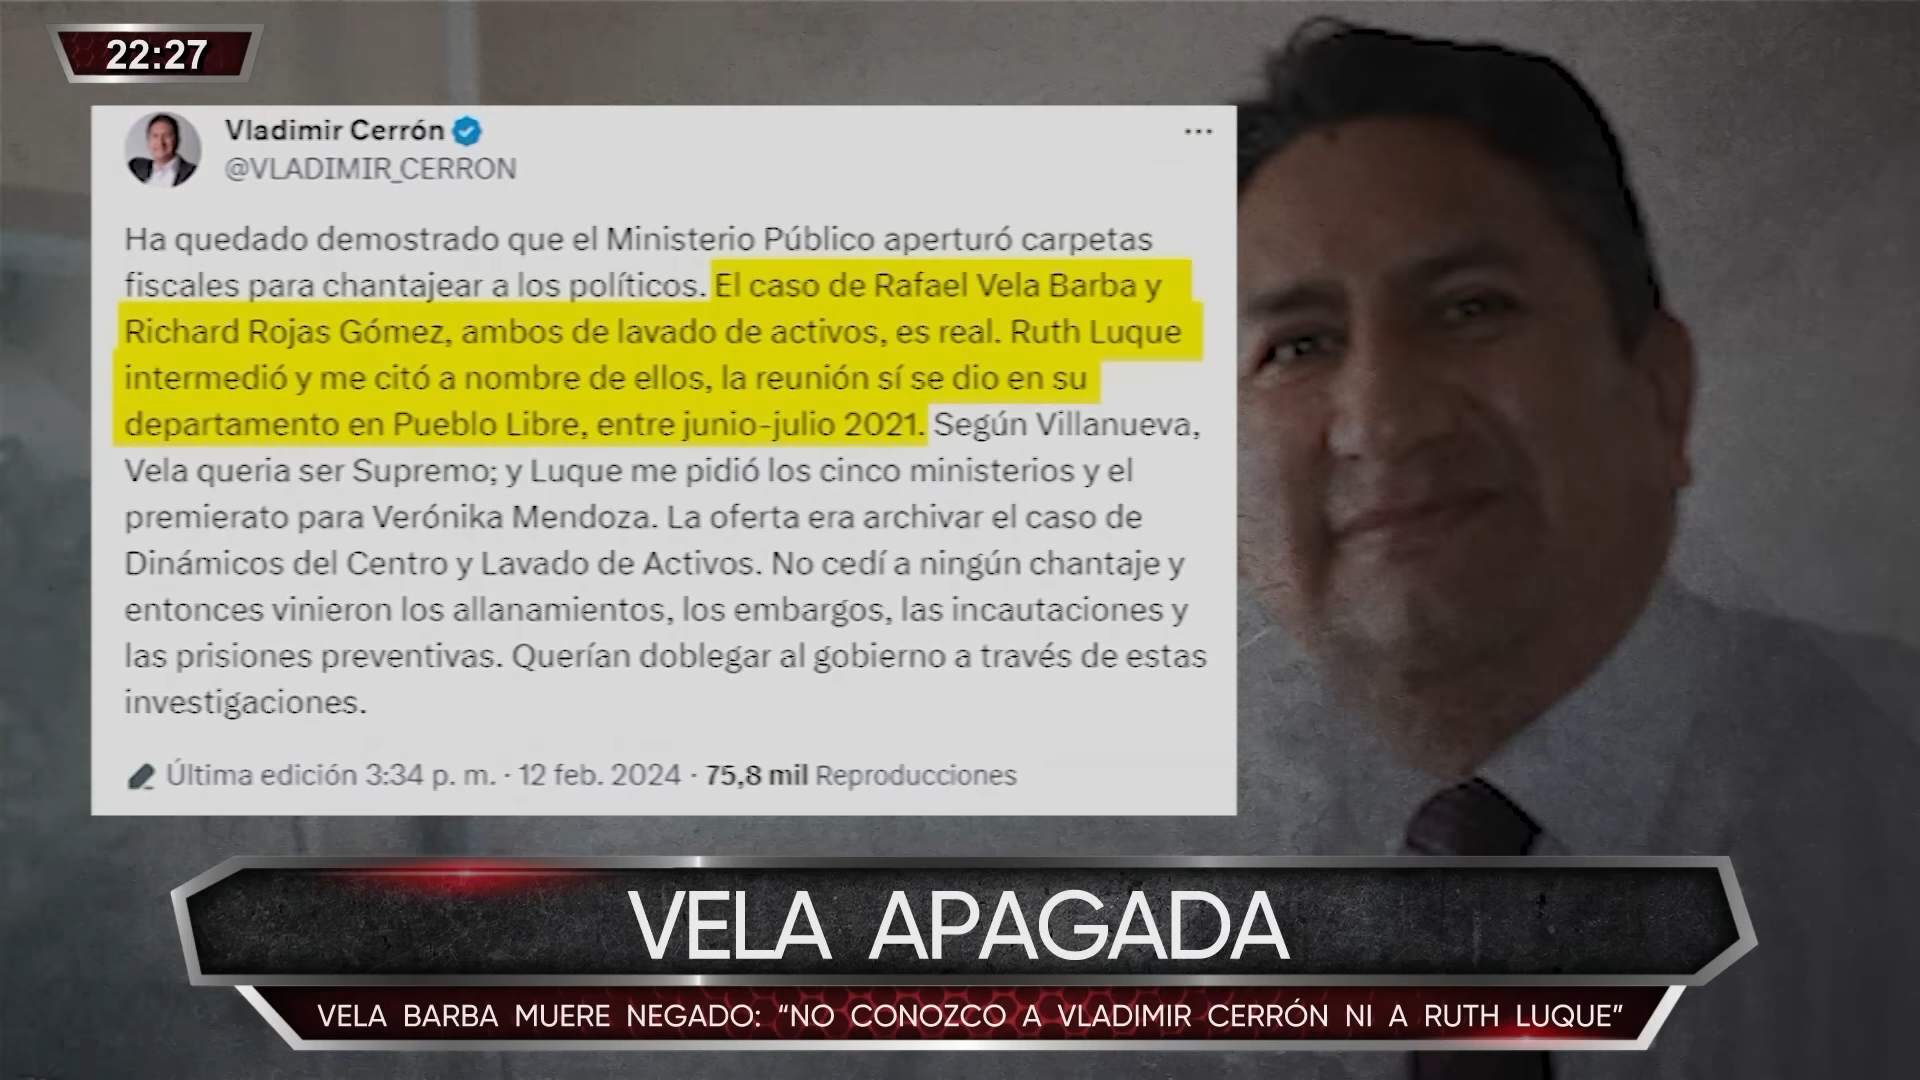 22:27
Vladimir Cerrón
@VLADIMIR_CERRON
Ha quedado demostrado que el Ministerio Público aperturó carpetas
fiscales para chantajear a los políticos. El caso de Rafael Vela Barba y
Richard Rojas Gómez, ambos de lavado de activos, es real. Ruth Luque
intermedió y me citó a nombre de ellos, la reunión sí se dio en su
departamento en Pueblo Libre, entre junio-julio 2021. Según Villanueva,
Vela queria ser Supremo; y Luque me pidió los cinco ministerios y el
premierato para Verónika Mendoza. La oferta era archivar el caso de
Dinámicos del Centro y Lavado de Activos. No cedí a ningún chantaje y
entonces vinieron los allanamientos, los embargos, las incautaciones y
las prisiones preventivas. Querían doblegar al gobierno a través de estas
investigaciones.
Última edición 3:34 p. m. · 12 feb. 2024 · 75,8 mil Reproducciones
VELA APAGADA
VELA BARBA MUERE NEGADO: “NO CONOZCO A VLADIMIR CERRÓN NI A RUTH LUQUE”